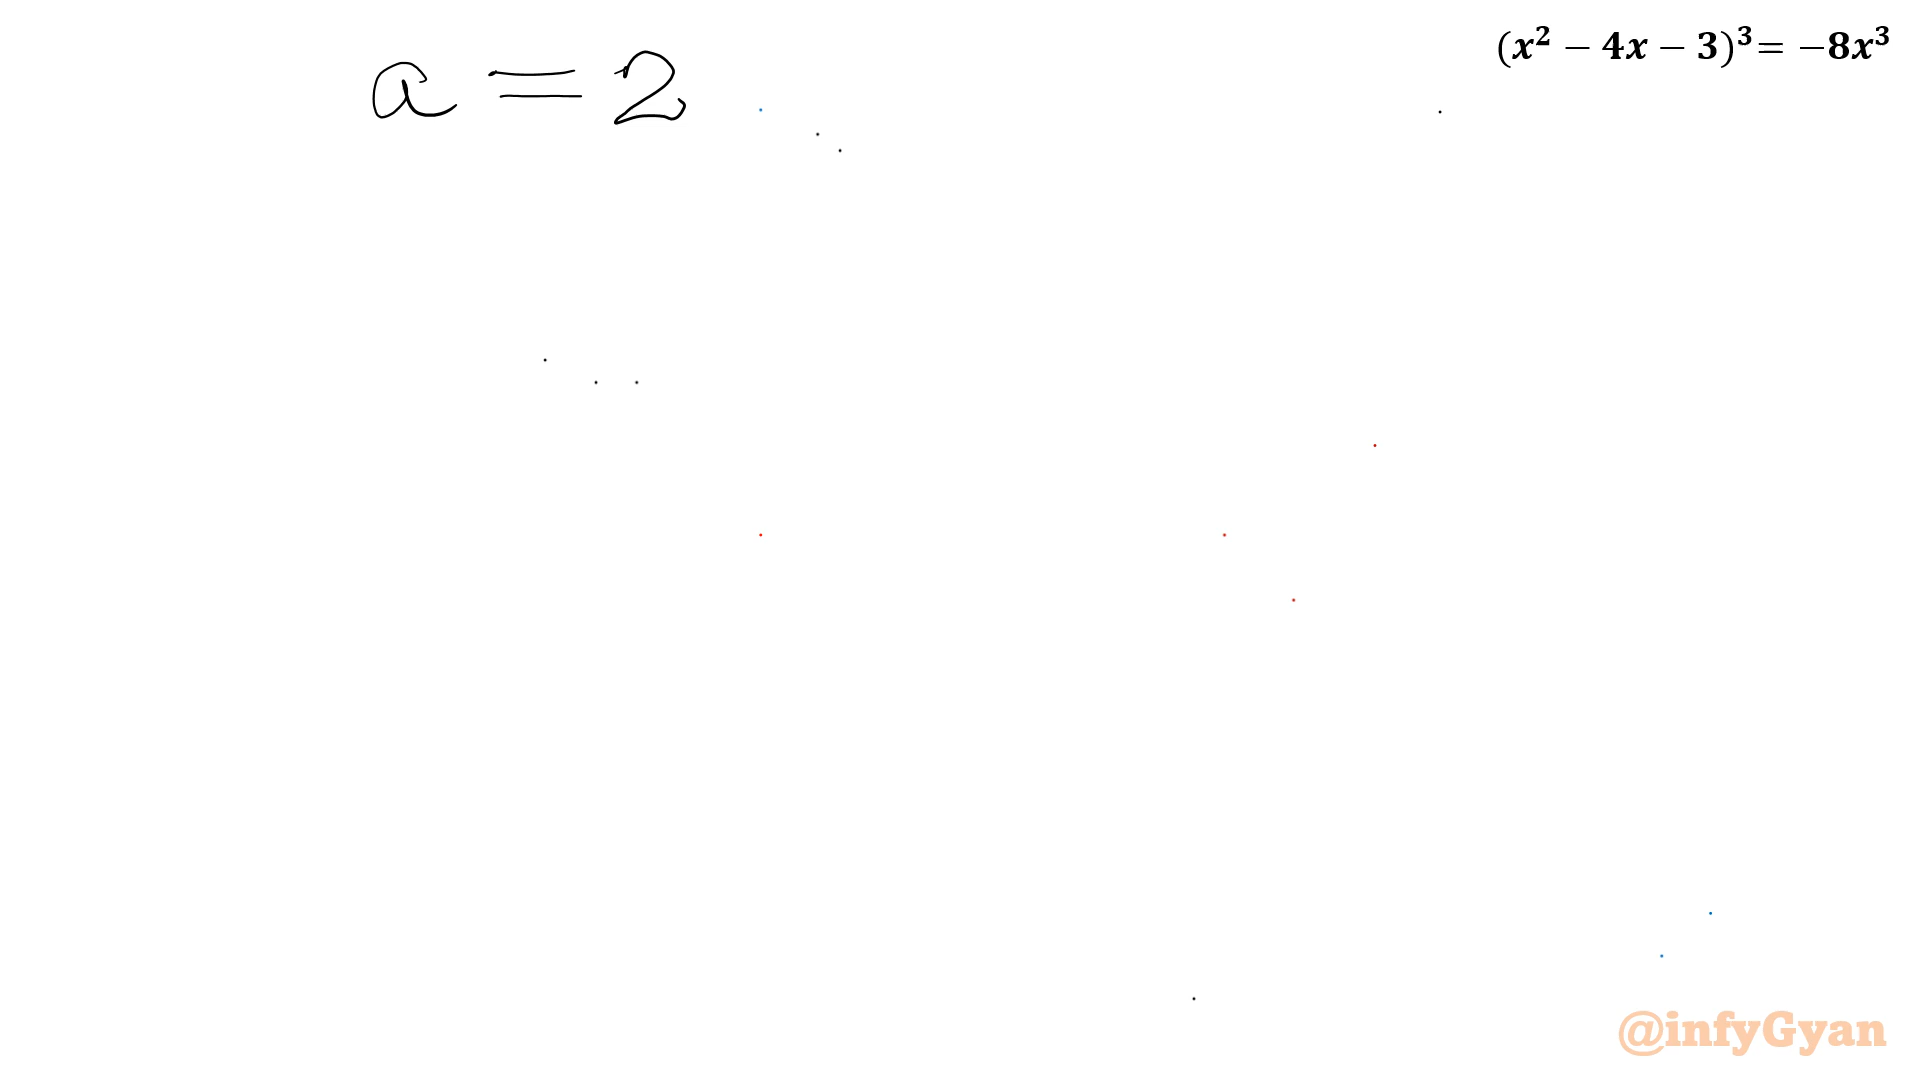 a = 2
(x² − 4x − 3)³= −8x³
@infyGyan